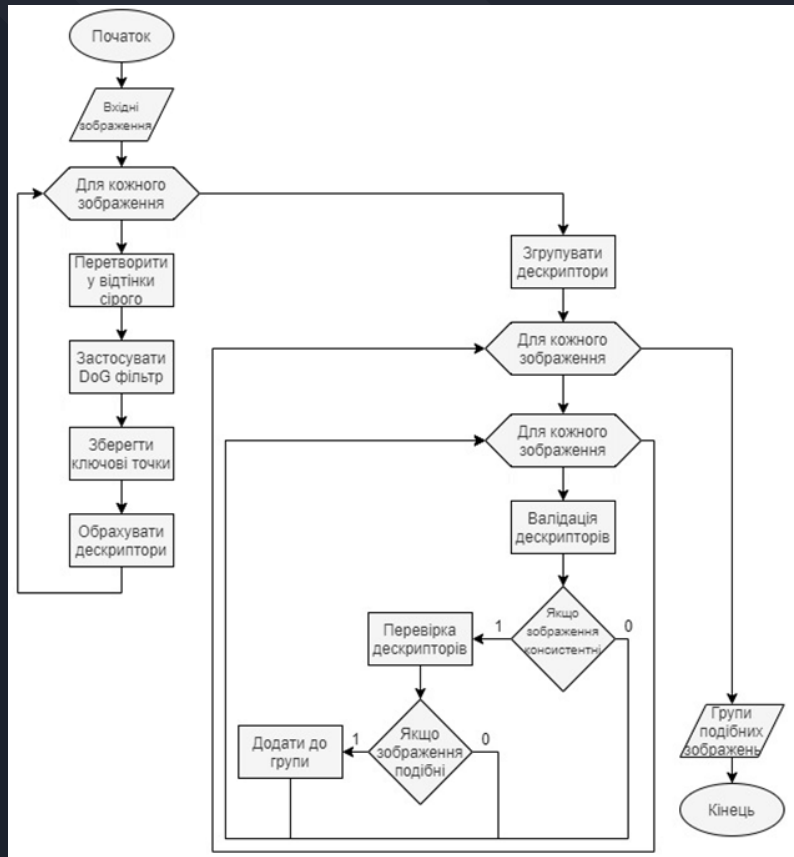 Початок
Вхідні
зображення
Для кожного
зображення
Перетворити
у відтінки
сірого
Застосувати
DoG фільтр
Зберегти
ключові точки
Обрахувати
дескриптори
Згрупувати
дескриптори
Для кожного
зображення
Для кожного
зображення
Валідація
дескрипторів
Якщо
зображення
консистентні
1
0
Перевірка
дескрипторів
Якщо
зображення
подібні
1
0
Додати до
групи
Групи
подібних
зображень
Кінець